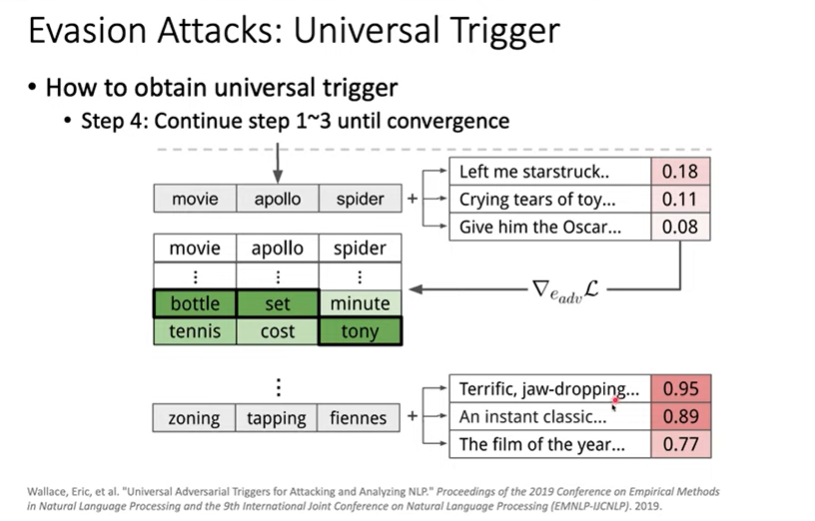 Evasion Attacks: Universal Trigger
• How to obtain universal trigger
• Step 4: Continue step 1~3 until convergence
movie apollo spider + Left me starstruck.. 0.18
Crying tears of toy... 0.11
Give him the Oscar... 0.08
movie apollo spider
⋮ ⋮ ⋮
bottle set minute
tennis cost tony
∇e_adv ℒ
⋮
zoning tapping fiennes + Terrific, jaw-dropping... 0.95
An instant classic... 0.89
The film of the year... 0.77
Wallace, Eric, et al. "Universal Adversarial Triggers for Attacking and Analyzing NLP." Proceedings of the 2019 Conference on Empirical Methods
in Natural Language Processing and the 9th International Joint Conference on Natural Language Processing (EMNLP-IJCNLP). 2019.